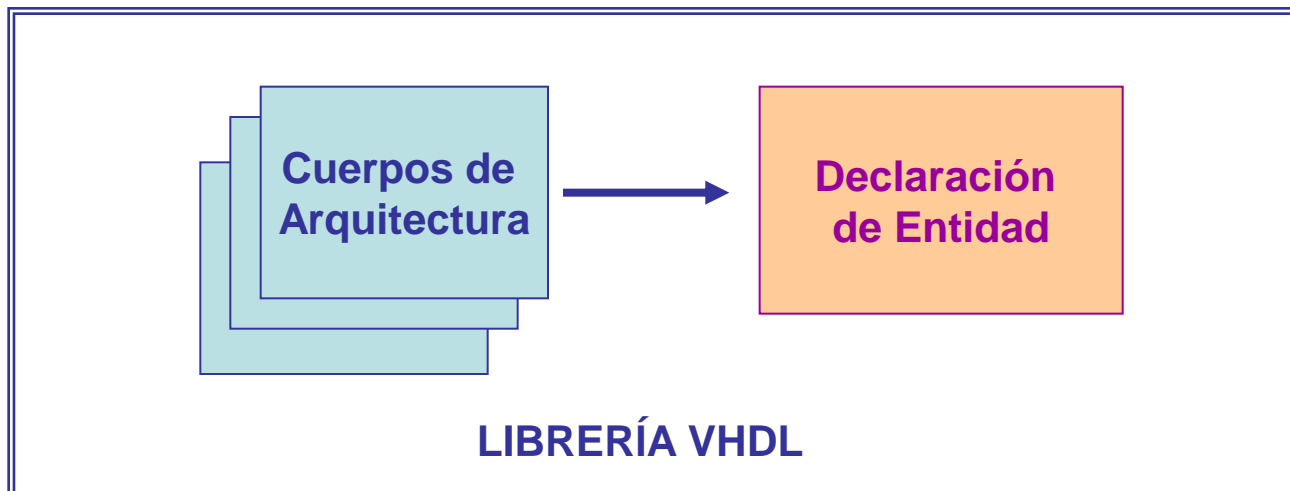 Cuerpos de
Arquitectura
Declaración
de Entidad
LIBRERÍA VHDL